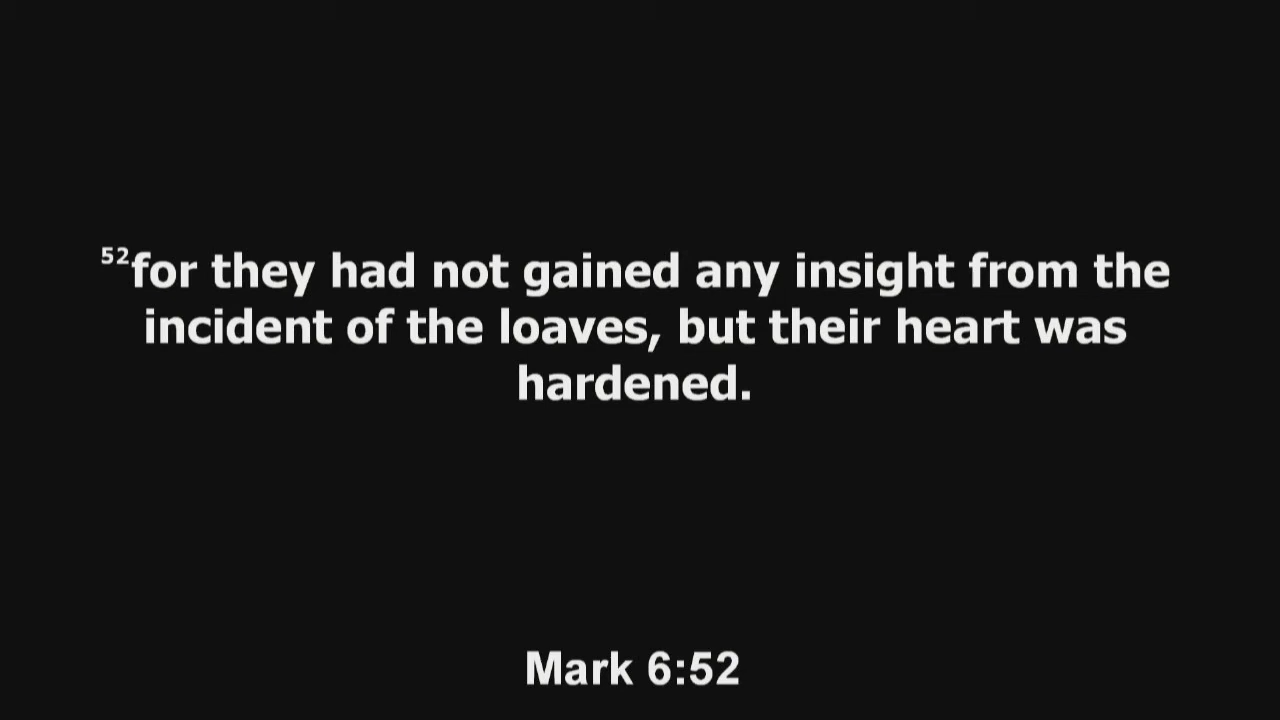 52for they had not gained any insight from the
incident of the loaves, but their heart was
hardened.
Mark 6:52